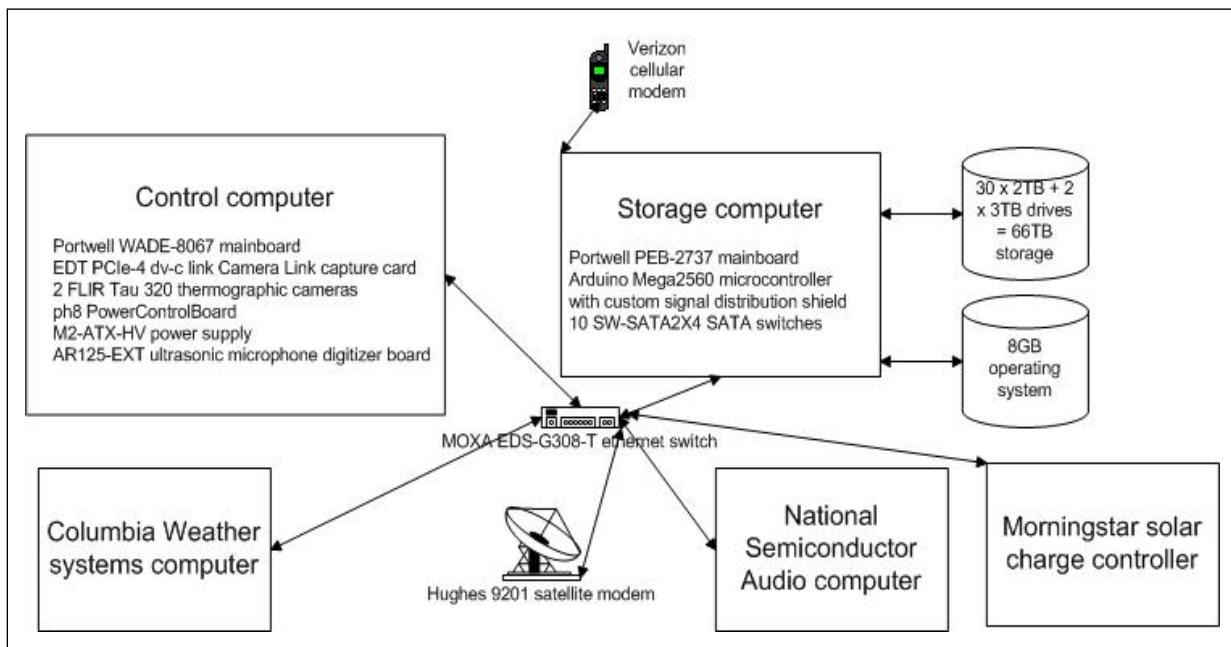 Verizon
cellular
modem
Control computer
Portwell WADE-8067 mainboard
EDT PCIe-4 dv-c link Camera Link capture card
2 FLIR Tau 320 thermographic cameras
ph8 PowerControlBoard
M2-ATX-HV power supply
AR125-EXT ultrasonic microphone digitizer board
Storage computer
Portwell PEB-2737 mainboard
Arduino Mega2560 microcontroller
with custom signal distribution shield
10 SW-SATA2X4 SATA switches
30 x 2TB + 2
x 3TB drives
= 66TB
storage
8GB
operating
system
MOXA EDS-G308-T ethernet switch
Columbia Weather
systems computer
Hughes 9201 satellite modem
National
Semiconductor
Audio computer
Morningstar solar
charge controller